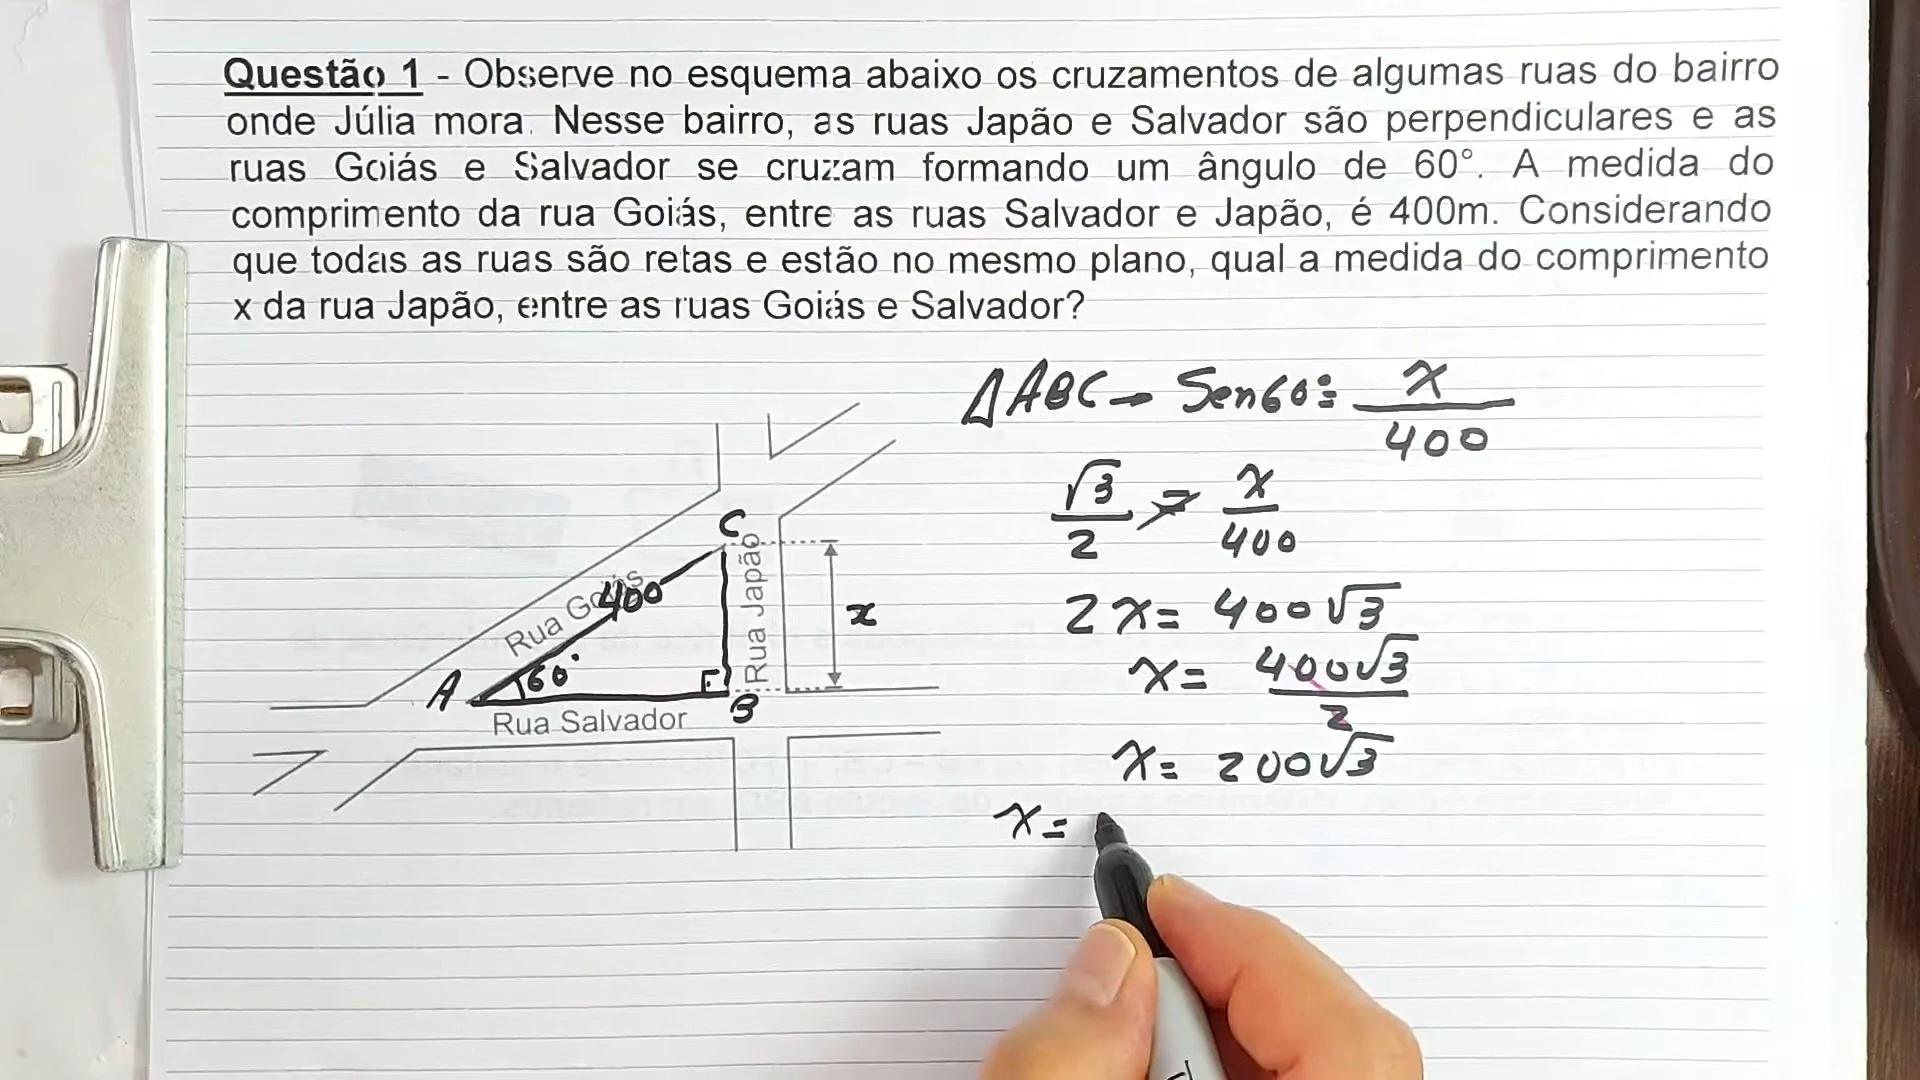 Questão 1 - Observe no esquema abaixo os cruzamentos de algumas ruas do bairro
onde Júlia mora. Nesse bairro, as ruas Japão e Salvador são perpendiculares e as
ruas Goiás e Salvador se cruzam formando um ângulo de 60°. A medida do
comprimento da rua Goiás, entre as ruas Salvador e Japão, é 400m. Considerando
que todas as ruas são retas e estão no mesmo plano, qual a medida do comprimento
x da rua Japão, entre as ruas Goiás e Salvador?
ΔABC → Sen60°= x/400
√3/2 = x/400
2x= 400√3
x= 400√3/2
x= 200√3
x=
C
Rua Goiás
400
Rua Japão
x
A
60°
B
Rua Salvador